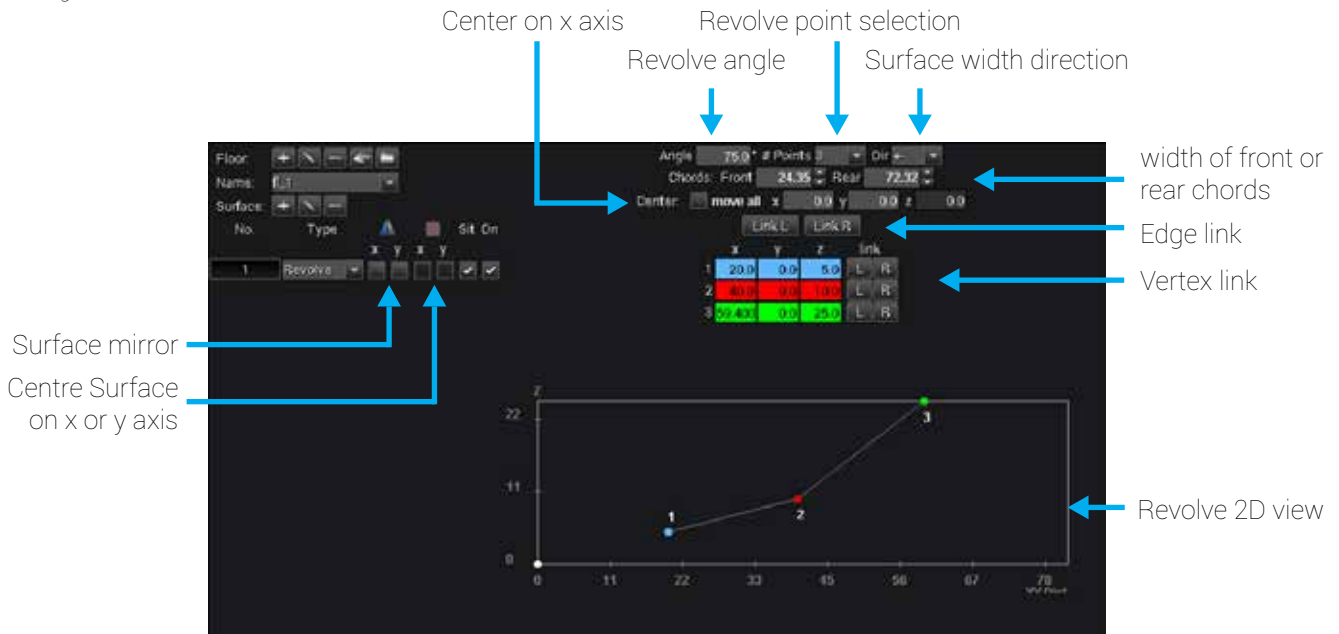 Center on x axis
Revolve point selection
Revolve angle
Surface width direction
Floor:
Name: fl_1
Surface:
No. Type Sit On
x y x y
1 Revolve
Angle 75.0° # Points 3 Dir ←
Chords: Front 24.35 Rear 72.32
Center move all x 0.0 y 0.0 z 0.0
Link L Link R
x y z link
1 20.0 0.0 5.0 L R
2 40.0 0.0 10.0 L R
3 59.400 0.0 25.0 L R
width of front or
rear chords
Edge link
Vertex link
Surface mirror
Centre Surface
on x or y axis
Z
22
11
0
1
2
3
0 11 22 33 45 56 67 78
Revolve 2D view